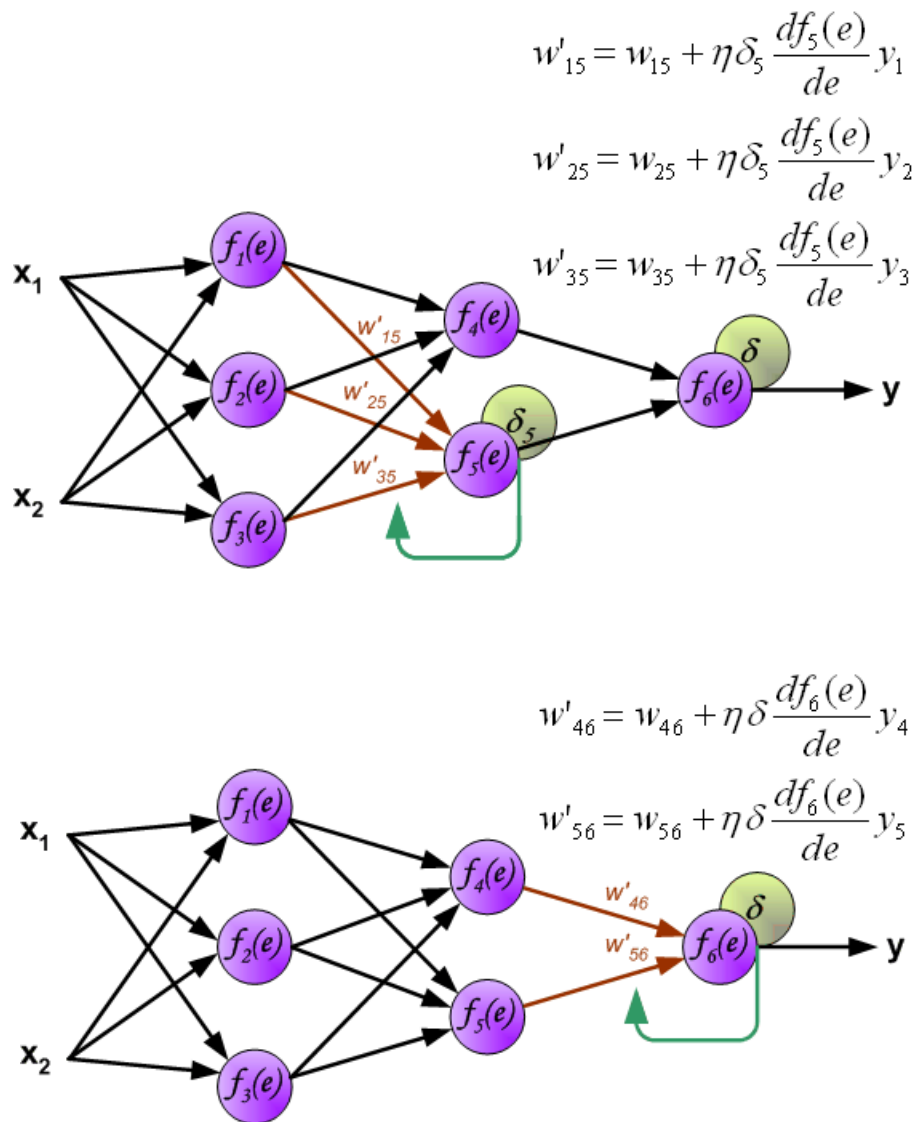 w'₁₅ = w₁₅ + ηδ₅ df₅(e)/de y₁
w'₂₅ = w₂₅ + ηδ₅ df₅(e)/de y₂
w'₃₅ = w₃₅ + ηδ₅ df₅(e)/de y₃
f₁(e)
x₁
w'₁₅
f₄(e)
δ
f₂(e)
w'₂₅
f₆(e)
y
δ₅
f₅(e)
w'₃₅
x₂
f₃(e)
w'₄₆ = w₄₆ + ηδ df₆(e)/de y₄
w'₅₆ = w₅₆ + ηδ df₆(e)/de y₅
f₁(e)
x₁
f₄(e)
w'₄₆
δ
f₂(e)
w'₅₆
f₆(e)
y
f₅(e)
x₂
f₃(e)